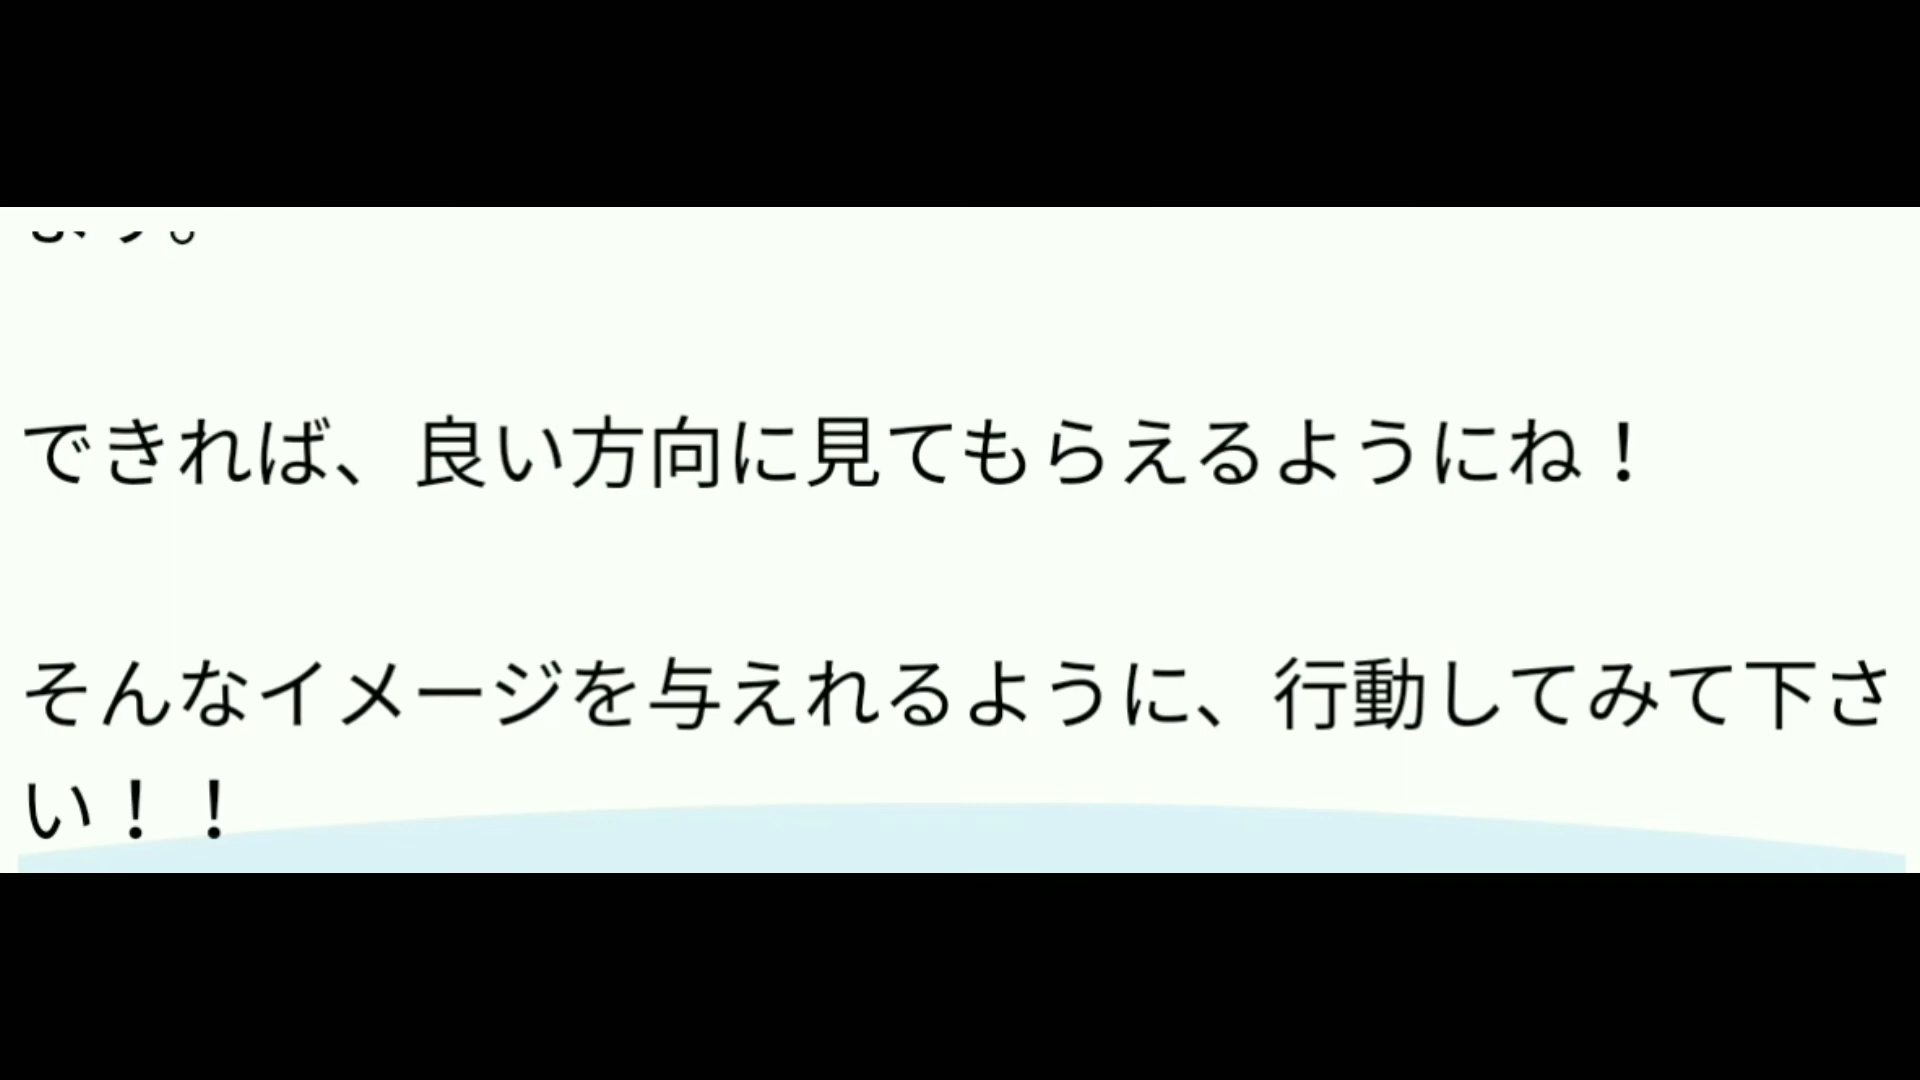 できれば、良い方向に見てもらえるようにね！
そんなイメージを与えれるように、行動してみて下さ
い！！